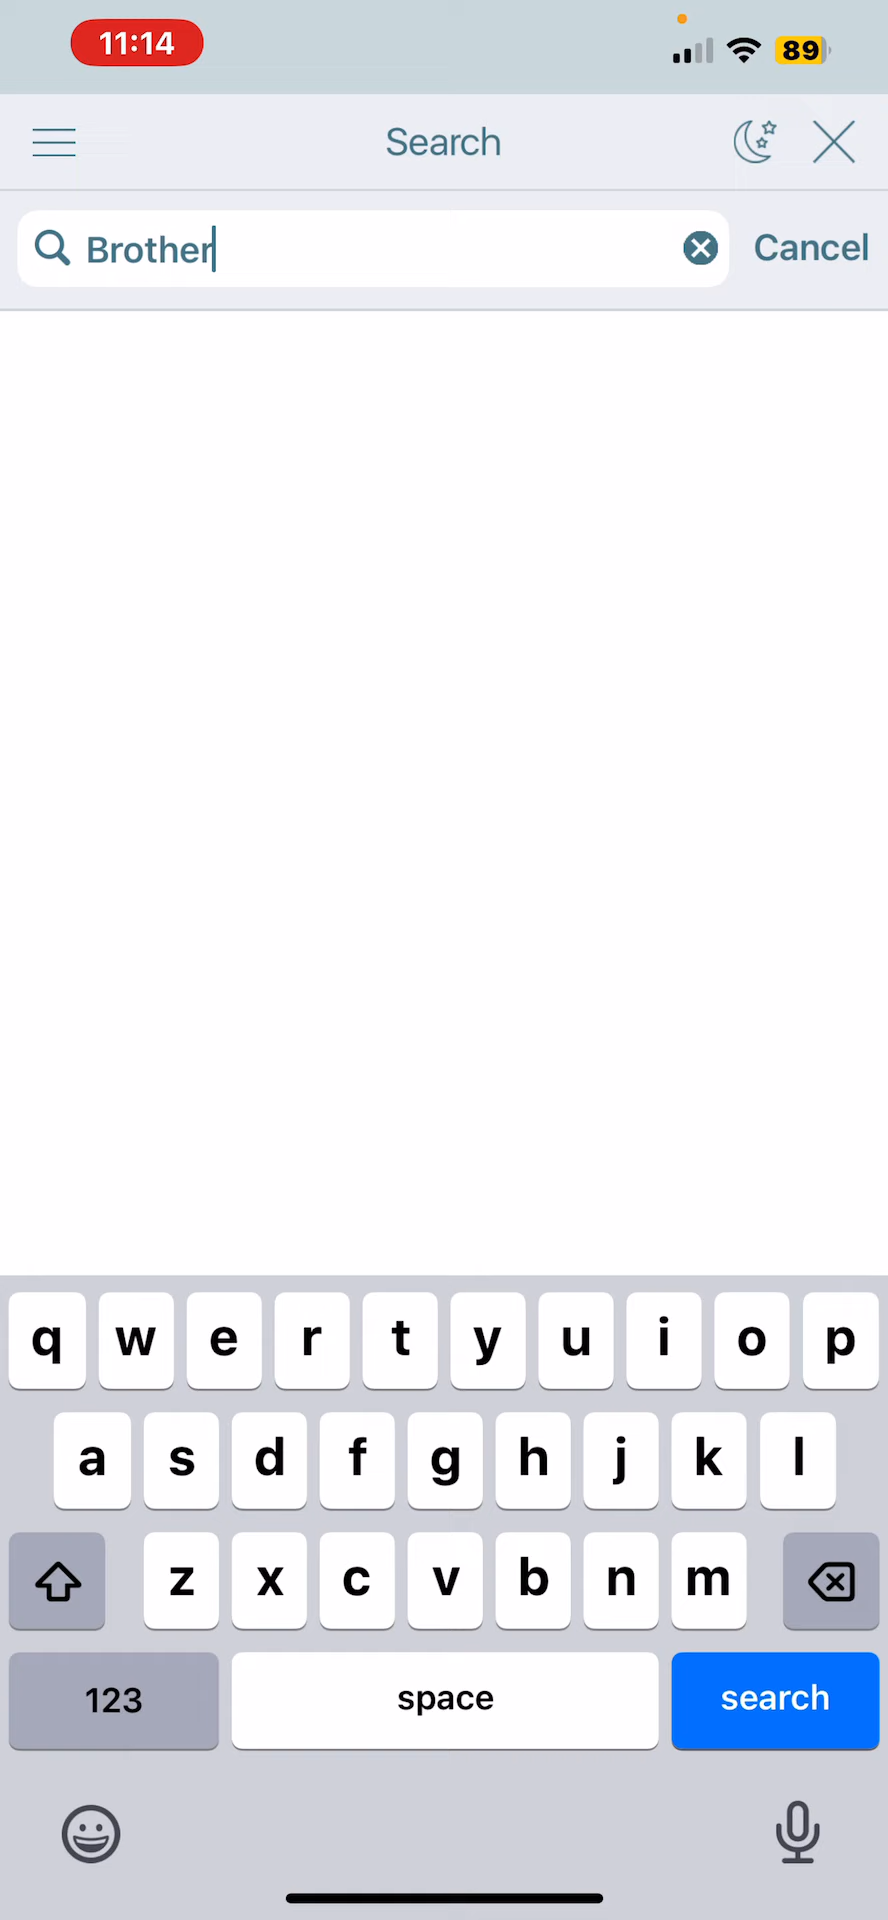 11:14
89
Search
Brother
Cancel
q w e r t y u i o p
a s d f g h j k l
z x c v b n m
123 space search